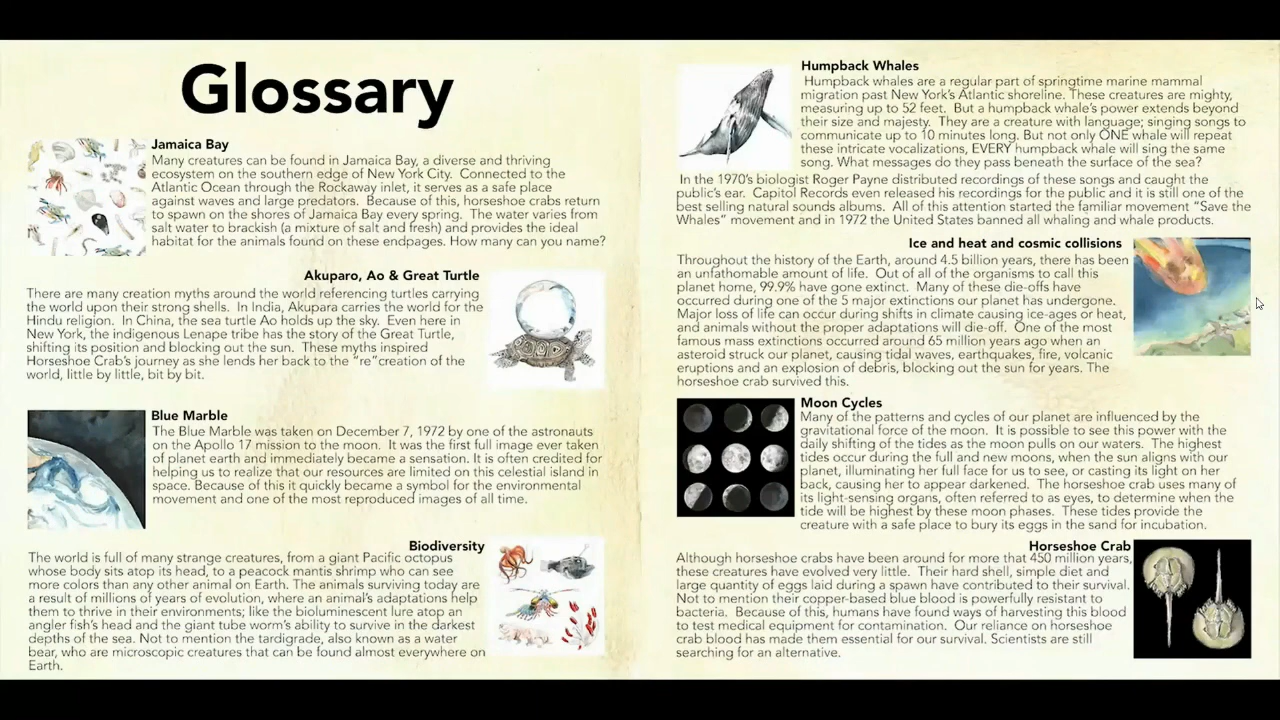 Glossary
Jamaica Bay
Many creatures can be found in Jamaica Bay, a diverse and thriving
ecosystem on the southern edge of New York City.  Connected to the
Atlantic Ocean through the Rockaway inlet, it serves as a safe place
against waves and large predators.  Because of this, horseshoe crabs return
to spawn on the shores of Jamaica Bay every spring.  The water varies from
salt water to brackish (a mixture of salt and fresh) and provides the ideal
habitat for the animals found on these endpages. How many can you name?
Akuparo, Ao & Great Turtle
There are many creation myths around the world referencing turtles carrying
the world upon their strong shells.  In India, Akupara carries the world for the
Hindu religion.  In China, the sea turtle Ao holds up the sky.  Even here in
New York, the indigenous Lenape tribe has the story of the Great Turtle,
shifting its position and blocking out the sun.  These myths inspired
Horseshoe Crab's journey as she lends her back to the "re"creation of the
world, little by little, bit by bit.
Blue Marble
The Blue Marble was taken on December 7, 1972 by one of the astronauts
on the Apollo 17 mission to the moon.  It was the first full image ever taken
of planet earth and immediately became a sensation. It is often credited for
helping us to realize that our resources are limited on this celestial island in
space. Because of this it quickly became a symbol for the environmental
movement and one of the most reproduced images of all time.
Biodiversity
The world is full of many strange creatures, from a giant Pacific octopus
whose body sits atop its head, to a peacock mantis shrimp who can see
more colors than any other animal on Earth. The animals surviving today are
a result of millions of years of evolution, where an animal's adaptations help
them to thrive in their environments; like the bioluminescent lure atop an
angler fish's head and the giant tube worm's ability to survive in the darkest
depths of the sea. Not to mention the tardigrade, also known as a water
bear, who are microscopic creatures that can be found almost everywhere on
Earth.
Humpback Whales
Humpback whales are a regular part of springtime marine mammal
migration past New York's Atlantic shoreline. These creatures are mighty,
measuring up to 52 feet.  But a humpback whale's power extends beyond
their size and majesty.  They are a creature with language; singing songs to
communicate up to 10 minutes long. But not only ONE whale will repeat
these intricate vocalizations, EVERY humpback whale will sing the same
song. What messages do they pass beneath the surface of the sea?
In the 1970's biologist Roger Payne distributed recordings of these songs and caught the
public's ear.  Capitol Records even released his recordings for the public and it is still one of the
best selling natural sounds albums.  All of this attention started the familiar movement "Save the
Whales" movement and in 1972 the United States banned all whaling and whale products.
Ice and heat and cosmic collisions
Throughout the history of the Earth, around 4.5 billion years, there has been
an unfathomable amount of life.  Out of all of the organisms to call this
planet home, 99.9% have gone extinct.  Many of these die-offs have
occurred during one of the 5 major extinctions our planet has undergone.
Major loss of life can occur during shifts in climate causing ice-ages or heat,
and animals without the proper adaptations will die-off.  One of the most
famous mass extinctions occurred around 65 million years ago when an
asteroid struck our planet, causing tidal waves, earthquakes, fire, volcanic
eruptions and an explosion of debris, blocking out the sun for years. The
horseshoe crab survived this.
Moon Cycles
Many of the patterns and cycles of our planet are influenced by the
gravitational force of the moon.  It is possible to see this power with the
daily shifting of the tides as the moon pulls on our waters.  The highest
tides occur during the full and new moons, when the sun aligns with our
planet, illuminating her full face for us to see, or casting its light on her
back, causing her to appear darkened.  The horseshoe crab uses many of
its light-sensing organs, often referred to as eyes, to determine when the
tide will be highest by these moon phases.  These tides provide the
creature with a safe place to bury its eggs in the sand for incubation.
Horseshoe Crab
Although horseshoe crabs have been around for more that 450 million years,
these creatures have evolved very little.  Their hard shell, simple diet and
large quantity of eggs laid during a spawn have contributed to their survival.
Not to mention their copper-based blue blood is powerfully resistant to
bacteria.  Because of this, humans have found ways of harvesting this blood
to test medical equipment for contamination.  Our reliance on horseshoe
crab blood has made them essential for our survival. Scientists are still
searching for an alternative.